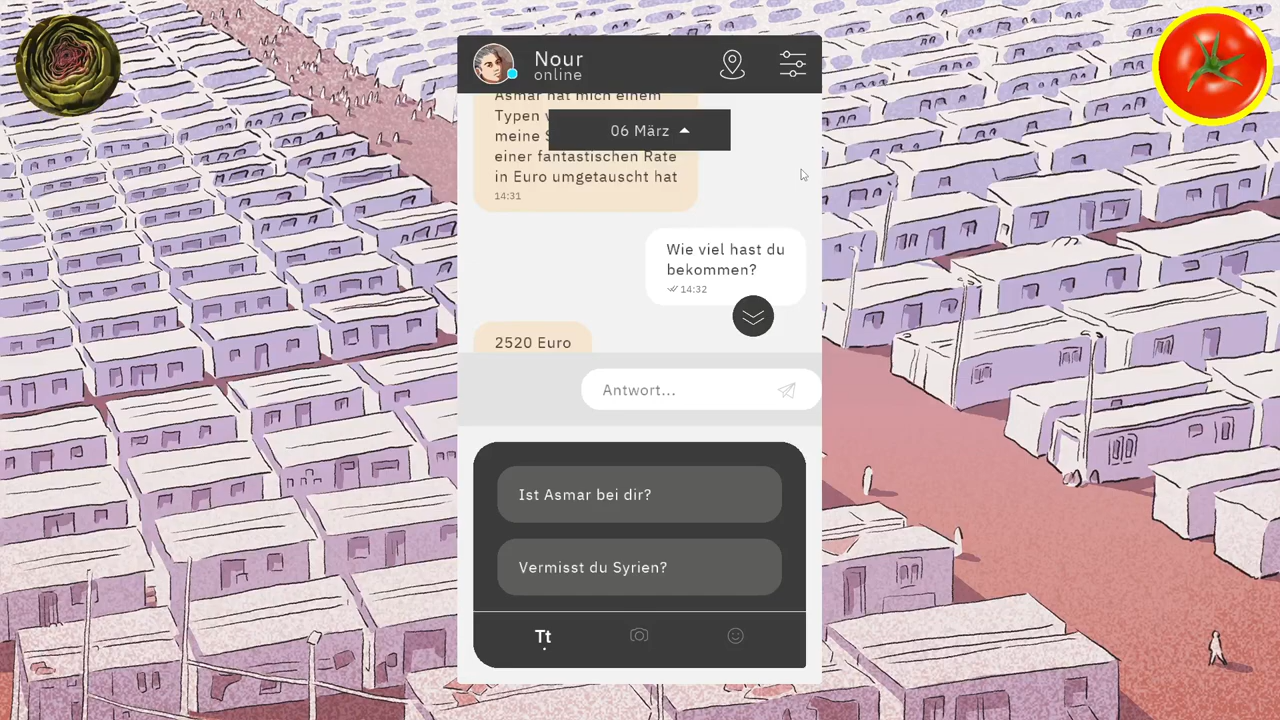 Nour
online
Asmar hat mich einem
Typen
meine
06 März
einer fantastischen Rate
in Euro umgetauscht hat
14:31
Wie viel hast du
bekommen?
14:32
2520 Euro
Antwort...
Ist Asmar bei dir?
Vermisst du Syrien?
Tt